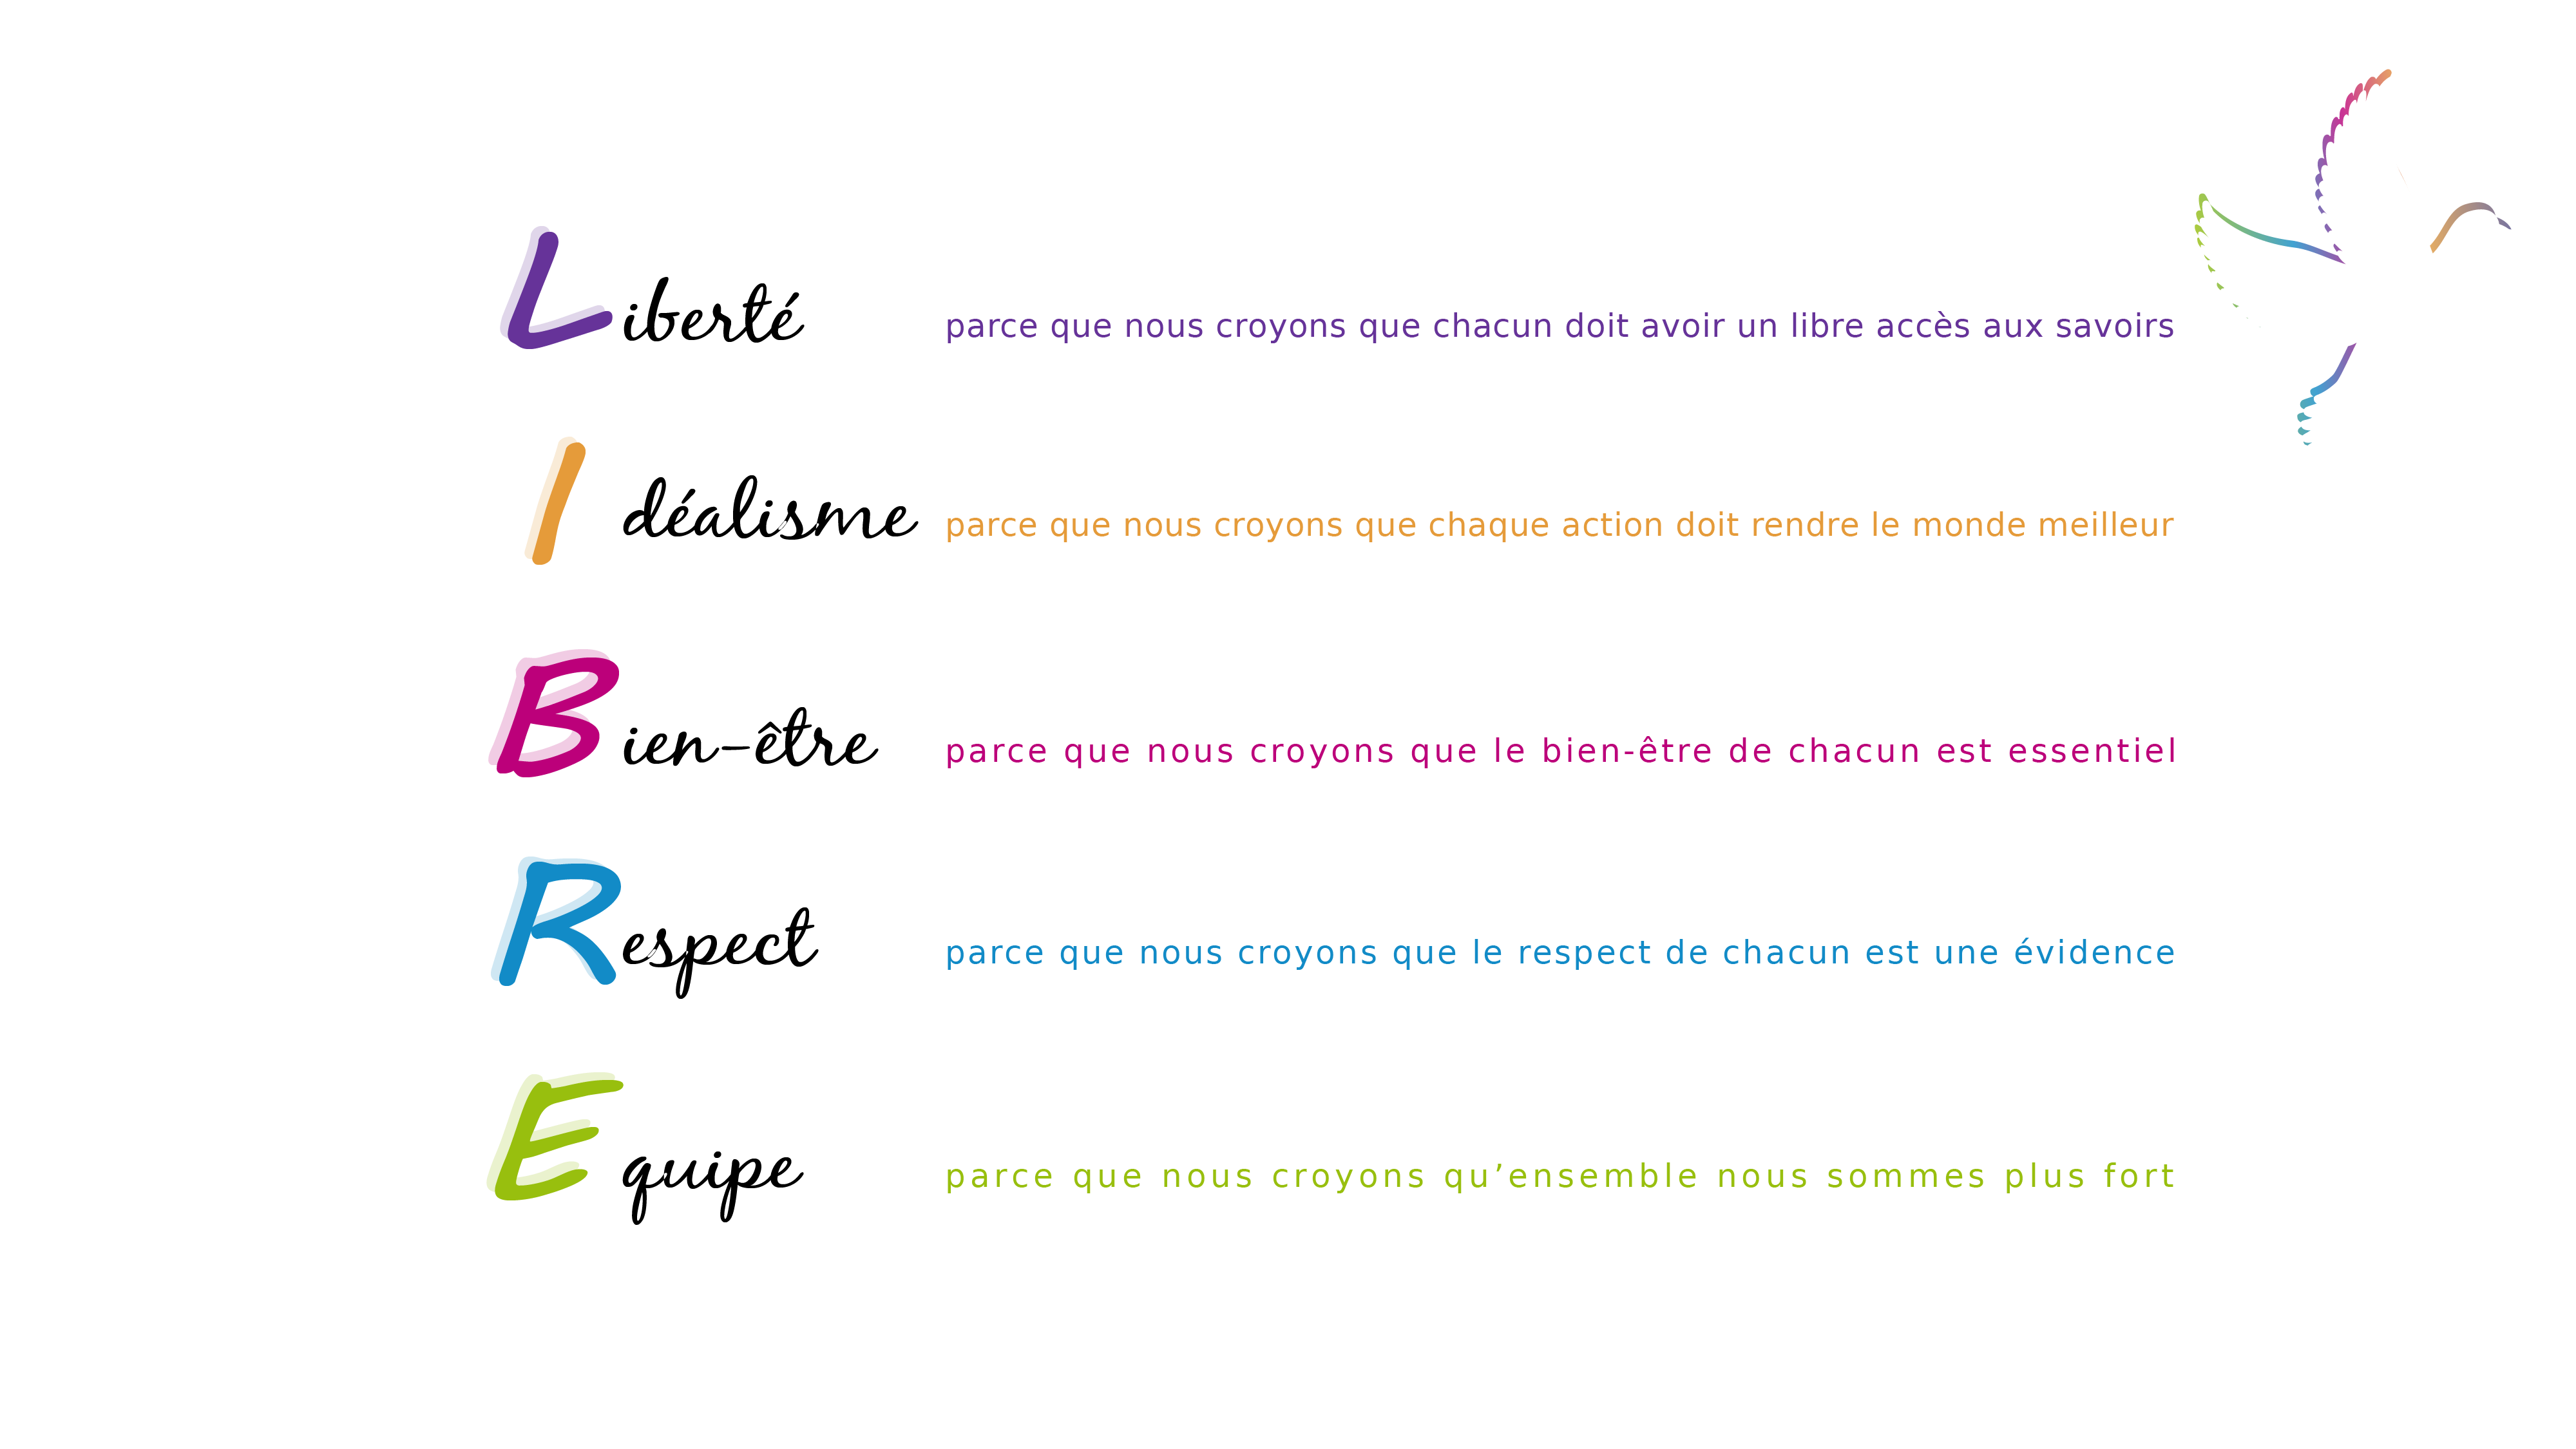 Liberté parce que nous croyons que chacun doit avoir un libre accès aux savoirs
Idéalisme parce que nous croyons que chaque action doit rendre le monde meilleur
Bien-être parce que nous croyons que le bien-être de chacun est essentiel
Respect parce que nous croyons que le respect de chacun est une évidence
Equipe parce que nous croyons qu’ensemble nous sommes plus fort